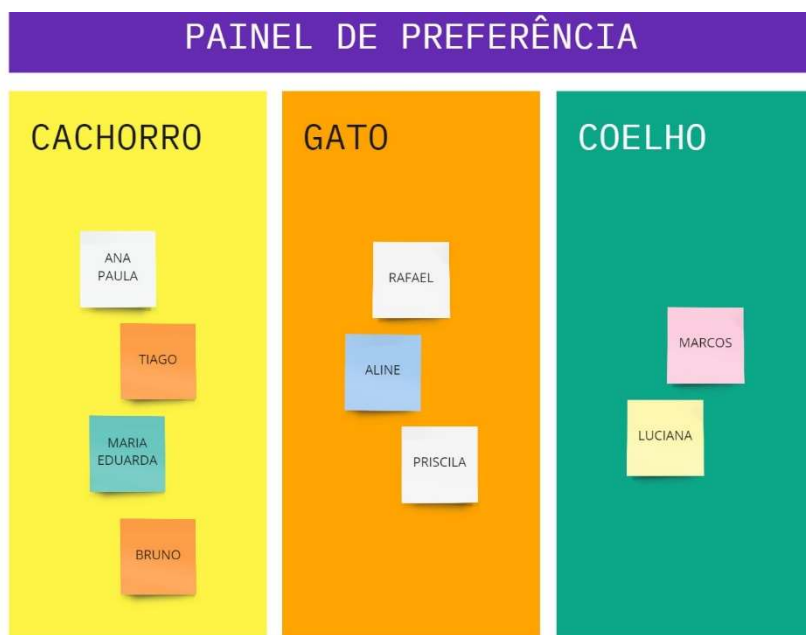 PAINEL DE PREFERÊNCIA
CACHORRO
ANA
PAULA
TIAGO
MARIA
EDUARDA
BRUNO
GATO
RAFAEL
ALINE
PRISCILA
COELHO
MARCOS
LUCIANA